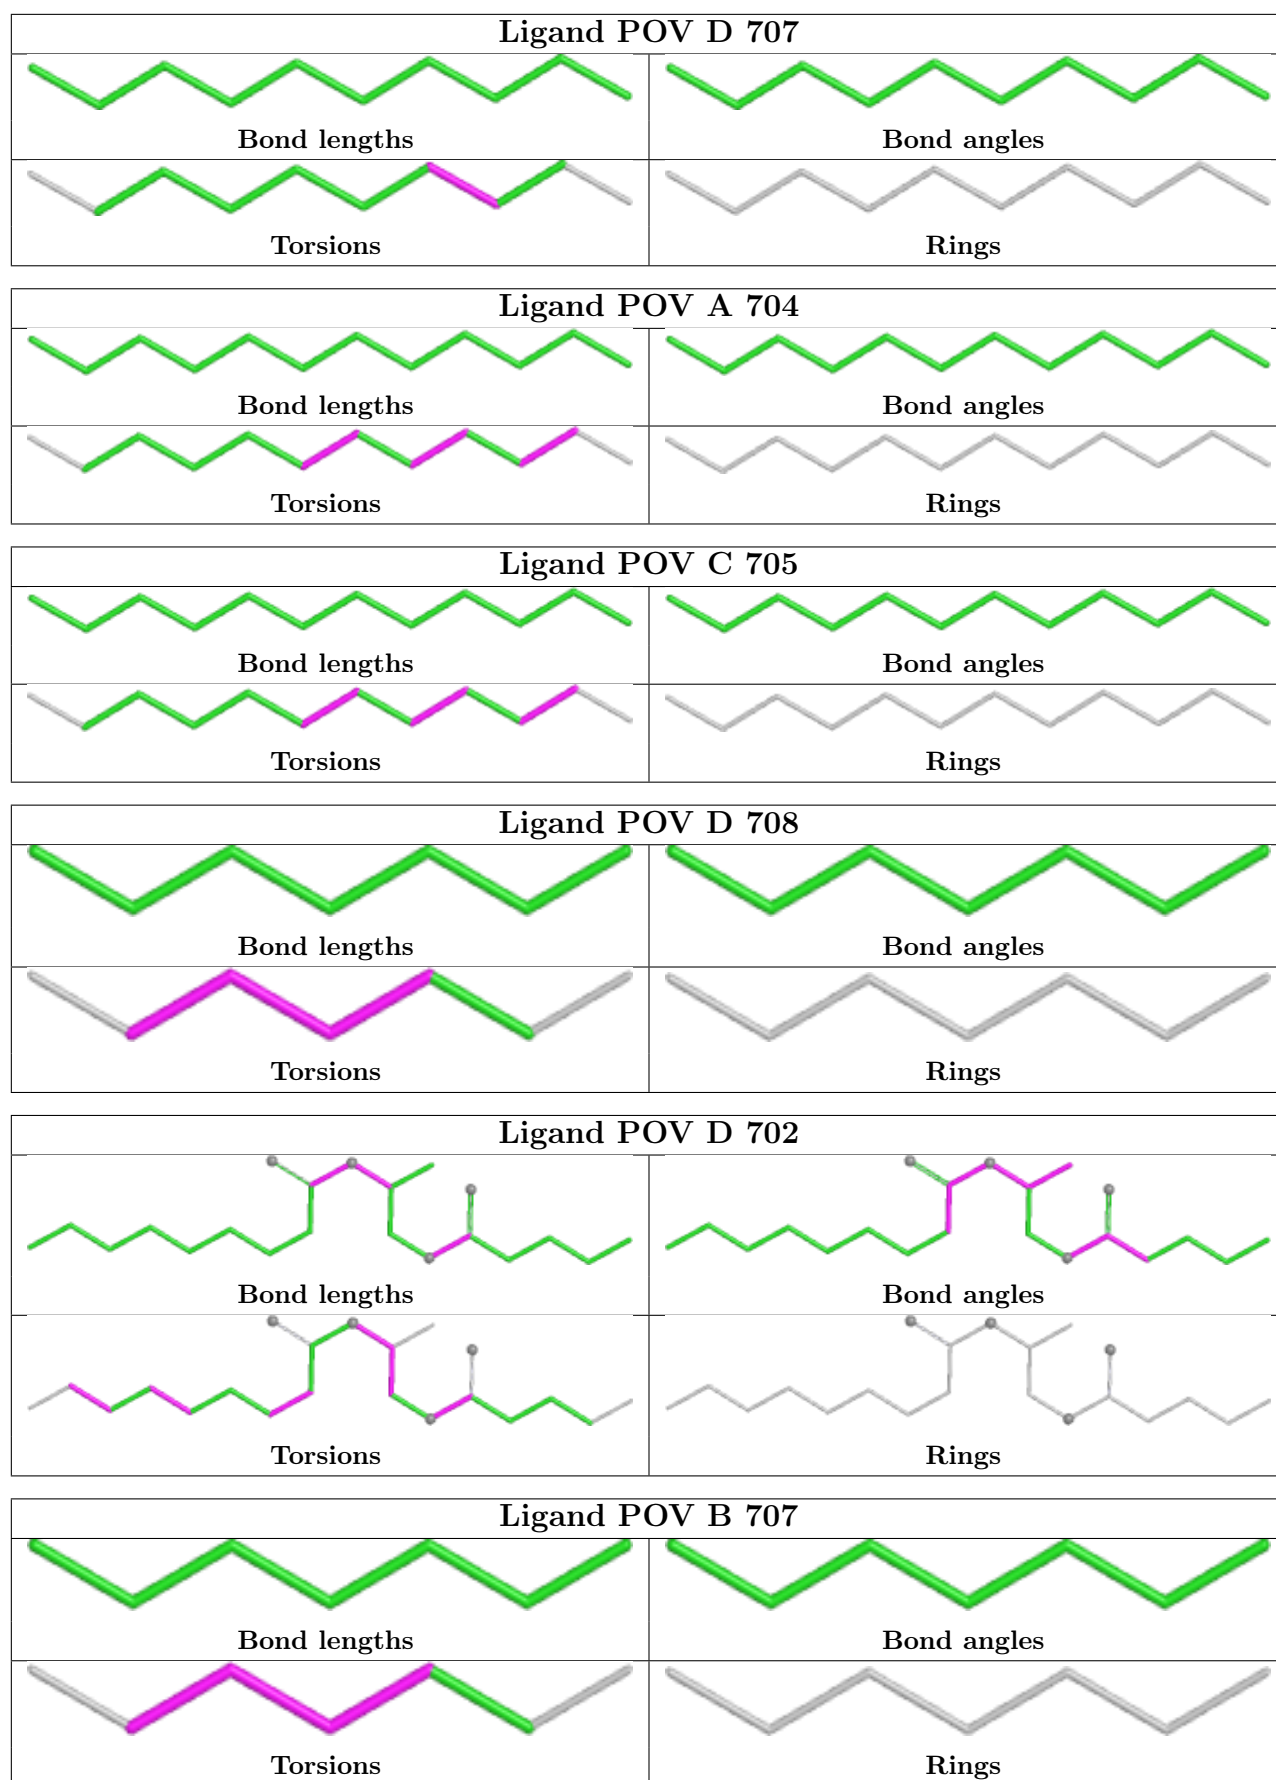 Ligand POV D 707
Bond lengths
Bond angles
Torsions
Rings
Ligand POV A 704
Bond lengths
Bond angles
Torsions
Rings
Ligand POV C 705
Bond lengths
Bond angles
Torsions
Rings
Ligand POV D 708
Bond lengths
Bond angles
Torsions
Rings
Ligand POV D 702
Bond lengths
Bond angles
Torsions
Rings
Ligand POV B 707
Bond lengths
Bond angles
Torsions
Rings